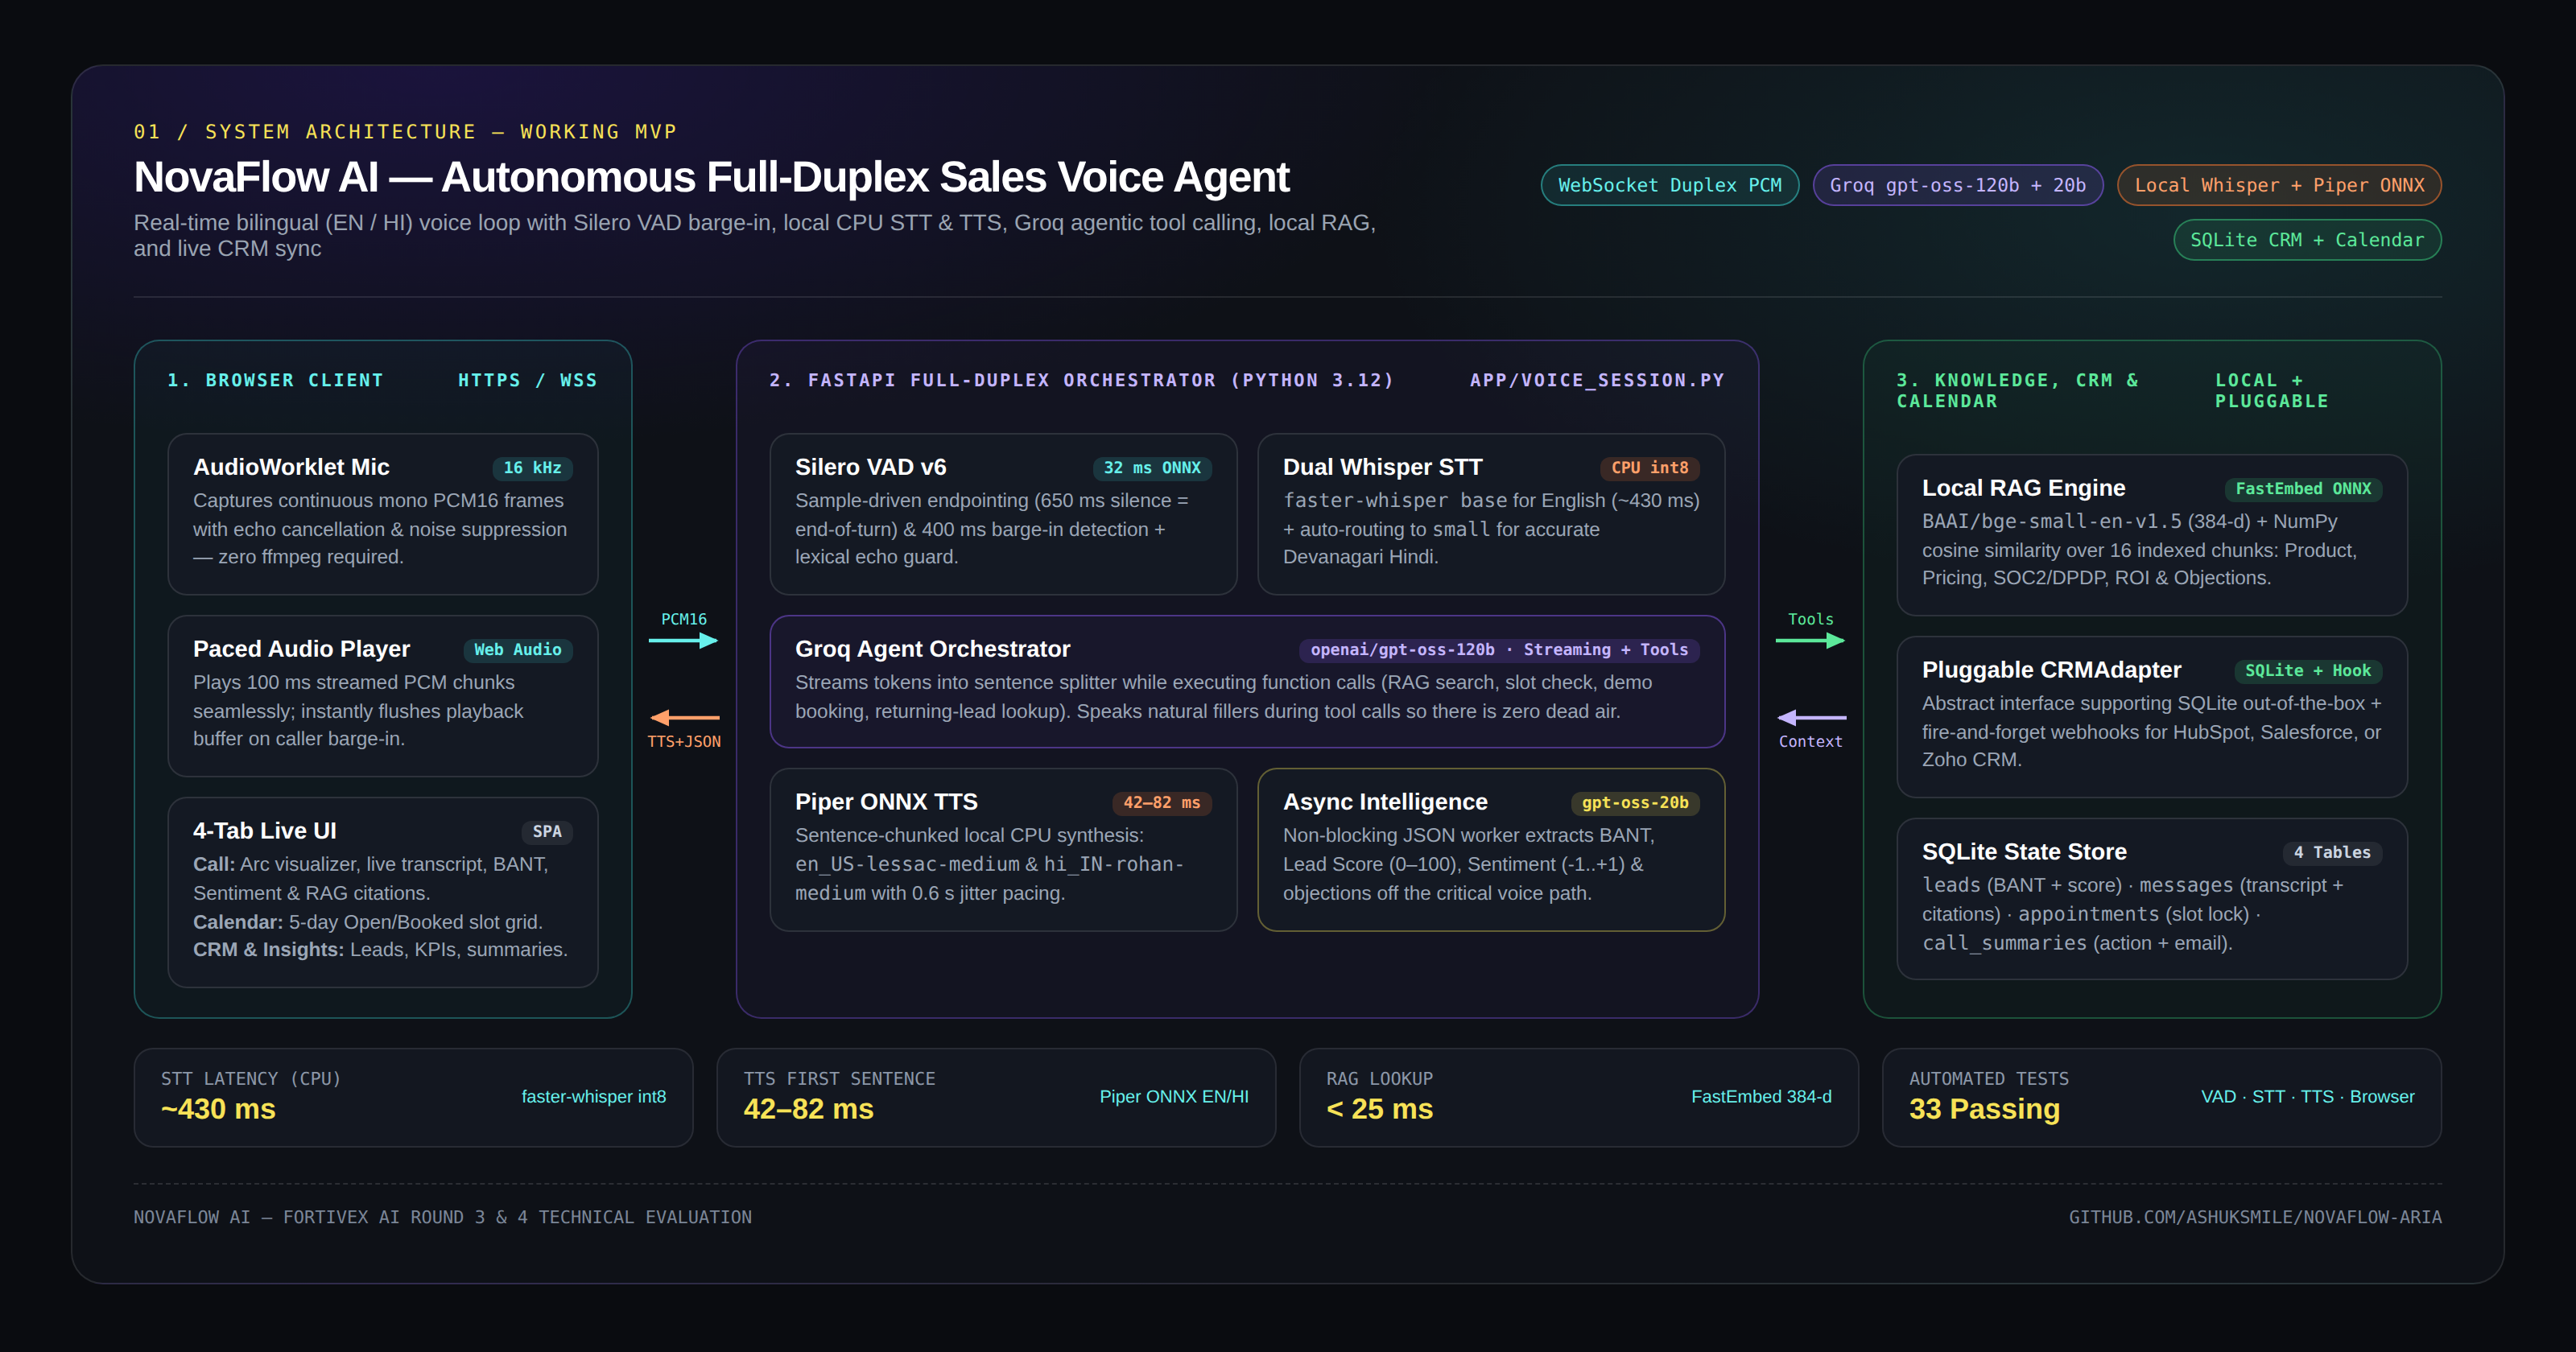 01 / SYSTEM ARCHITECTURE — WORKING MVP
NovaFlow AI — Autonomous Full-Duplex Sales Voice Agent
Real-time bilingual (EN / HI) voice loop with Silero VAD barge-in, local CPU STT & TTS, Groq agentic tool calling, local RAG,
and live CRM sync
WebSocket Duplex PCM
Groq gpt-oss-120b + 20b
Local Whisper + Piper ONNX
SQLite CRM + Calendar
1. BROWSER CLIENT
HTTPS / WSS
AudioWorklet Mic
16 kHz
Captures continuous mono PCM16 frames
with echo cancellation & noise suppression
— zero ffmpeg required.
Paced Audio Player
Web Audio
Plays 100 ms streamed PCM chunks
seamlessly; instantly flushes playback
buffer on caller barge-in.
4-Tab Live UI
SPA
Call: Arc visualizer, live transcript, BANT,
Sentiment & RAG citations.
Calendar: 5-day Open/Booked slot grid.
CRM & Insights: Leads, KPIs, summaries.
PCM16
TTS+JSON
2. FASTAPI FULL-DUPLEX ORCHESTRATOR (PYTHON 3.12)
APP/VOICE_SESSION.PY
Silero VAD v6
32 ms ONNX
Sample-driven endpointing (650 ms silence =
end-of-turn) & 400 ms barge-in detection +
lexical echo guard.
Dual Whisper STT
CPU int8
faster-whisper base for English (~430 ms)
+ auto-routing to small for accurate
Devanagari Hindi.
Groq Agent Orchestrator
openai/gpt-oss-120b · Streaming + Tools
Streams tokens into sentence splitter while executing function calls (RAG search, slot check, demo
booking, returning-lead lookup). Speaks natural fillers during tool calls so there is zero dead air.
Piper ONNX TTS
42–82 ms
Sentence-chunked local CPU synthesis:
en_US-lessac-medium & hi_IN-rohan-
medium with 0.6 s jitter pacing.
Async Intelligence
gpt-oss-20b
Non-blocking JSON worker extracts BANT,
Lead Score (0–100), Sentiment (-1..+1) &
objections off the critical voice path.
Tools
Context
3. KNOWLEDGE, CRM &
CALENDAR
LOCAL +
PLUGGABLE
Local RAG Engine
FastEmbed ONNX
BAAI/bge-small-en-v1.5 (384-d) + NumPy
cosine similarity over 16 indexed chunks: Product,
Pricing, SOC2/DPDP, ROI & Objections.
Pluggable CRMAdapter
SQLite + Hook
Abstract interface supporting SQLite out-of-the-box +
fire-and-forget webhooks for HubSpot, Salesforce, or
Zoho CRM.
SQLite State Store
4 Tables
leads (BANT + score) · messages (transcript +
citations) · appointments (slot lock) ·
call_summaries (action + email).
STT LATENCY (CPU)
~430 ms
faster-whisper int8
TTS FIRST SENTENCE
42–82 ms
Piper ONNX EN/HI
RAG LOOKUP
< 25 ms
FastEmbed 384-d
AUTOMATED TESTS
33 Passing
VAD · STT · TTS · Browser
NOVAFLOW AI — FORTIVEX AI ROUND 3 & 4 TECHNICAL EVALUATION
GITHUB.COM/ASHUKSMILE/NOVAFLOW-ARIA